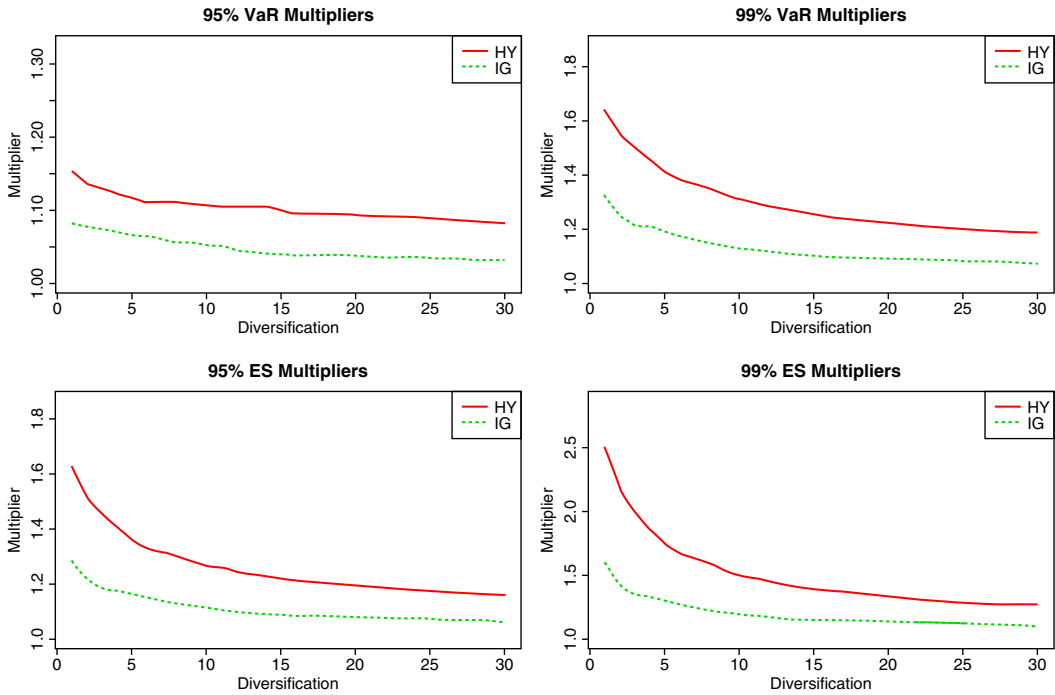 95% VaR Multipliers
Multiplier
1.00 1.10 1.20 1.30
HY
IG
0 5 10 15 20 25 30
Diversification
99% VaR Multipliers
Multiplier
1.0 1.2 1.4 1.6 1.8
HY
IG
0 5 10 15 20 25 30
Diversification
95% ES Multipliers
Multiplier
1.0 1.2 1.4 1.6 1.8
HY
IG
0 5 10 15 20 25 30
Diversification
99% ES Multipliers
Multiplier
1.0 1.5 2.0 2.5
HY
IG
0 5 10 15 20 25 30
Diversification